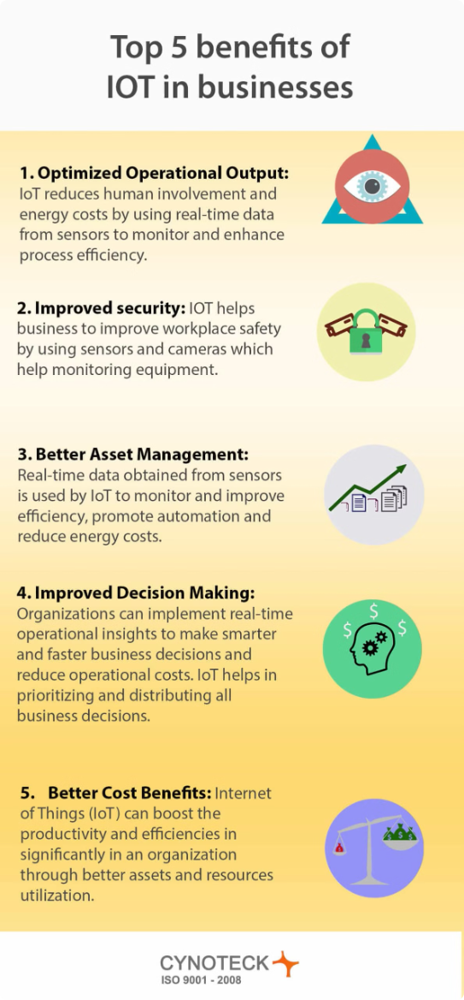 Top 5 benefits of
IOT in businesses
1. Optimized Operational Output:
IoT reduces human involvement and
energy costs by using real-time data
from sensors to monitor and enhance
process efficiency.
2. Improved security: IOT helps
business to improve workplace safety
by using sensors and cameras which
help monitoring equipment.
3. Better Asset Management:
Real-time data obtained from sensors
is used by IoT to monitor and improve
efficiency, promote automation and
reduce energy costs.
4. Improved Decision Making:
Organizations can implement real-time
operational insights to make smarter
and faster business decisions and
reduce operational costs. IoT helps in
prioritizing and distributing all
business decisions.
$ $ $
5. Better Cost Benefits: Internet
of Things (IoT) can boost the
productivity and efficiencies in
significantly in an organization
through better assets and resources
utilization.
CYNOTECK
ISO 9001 - 2008